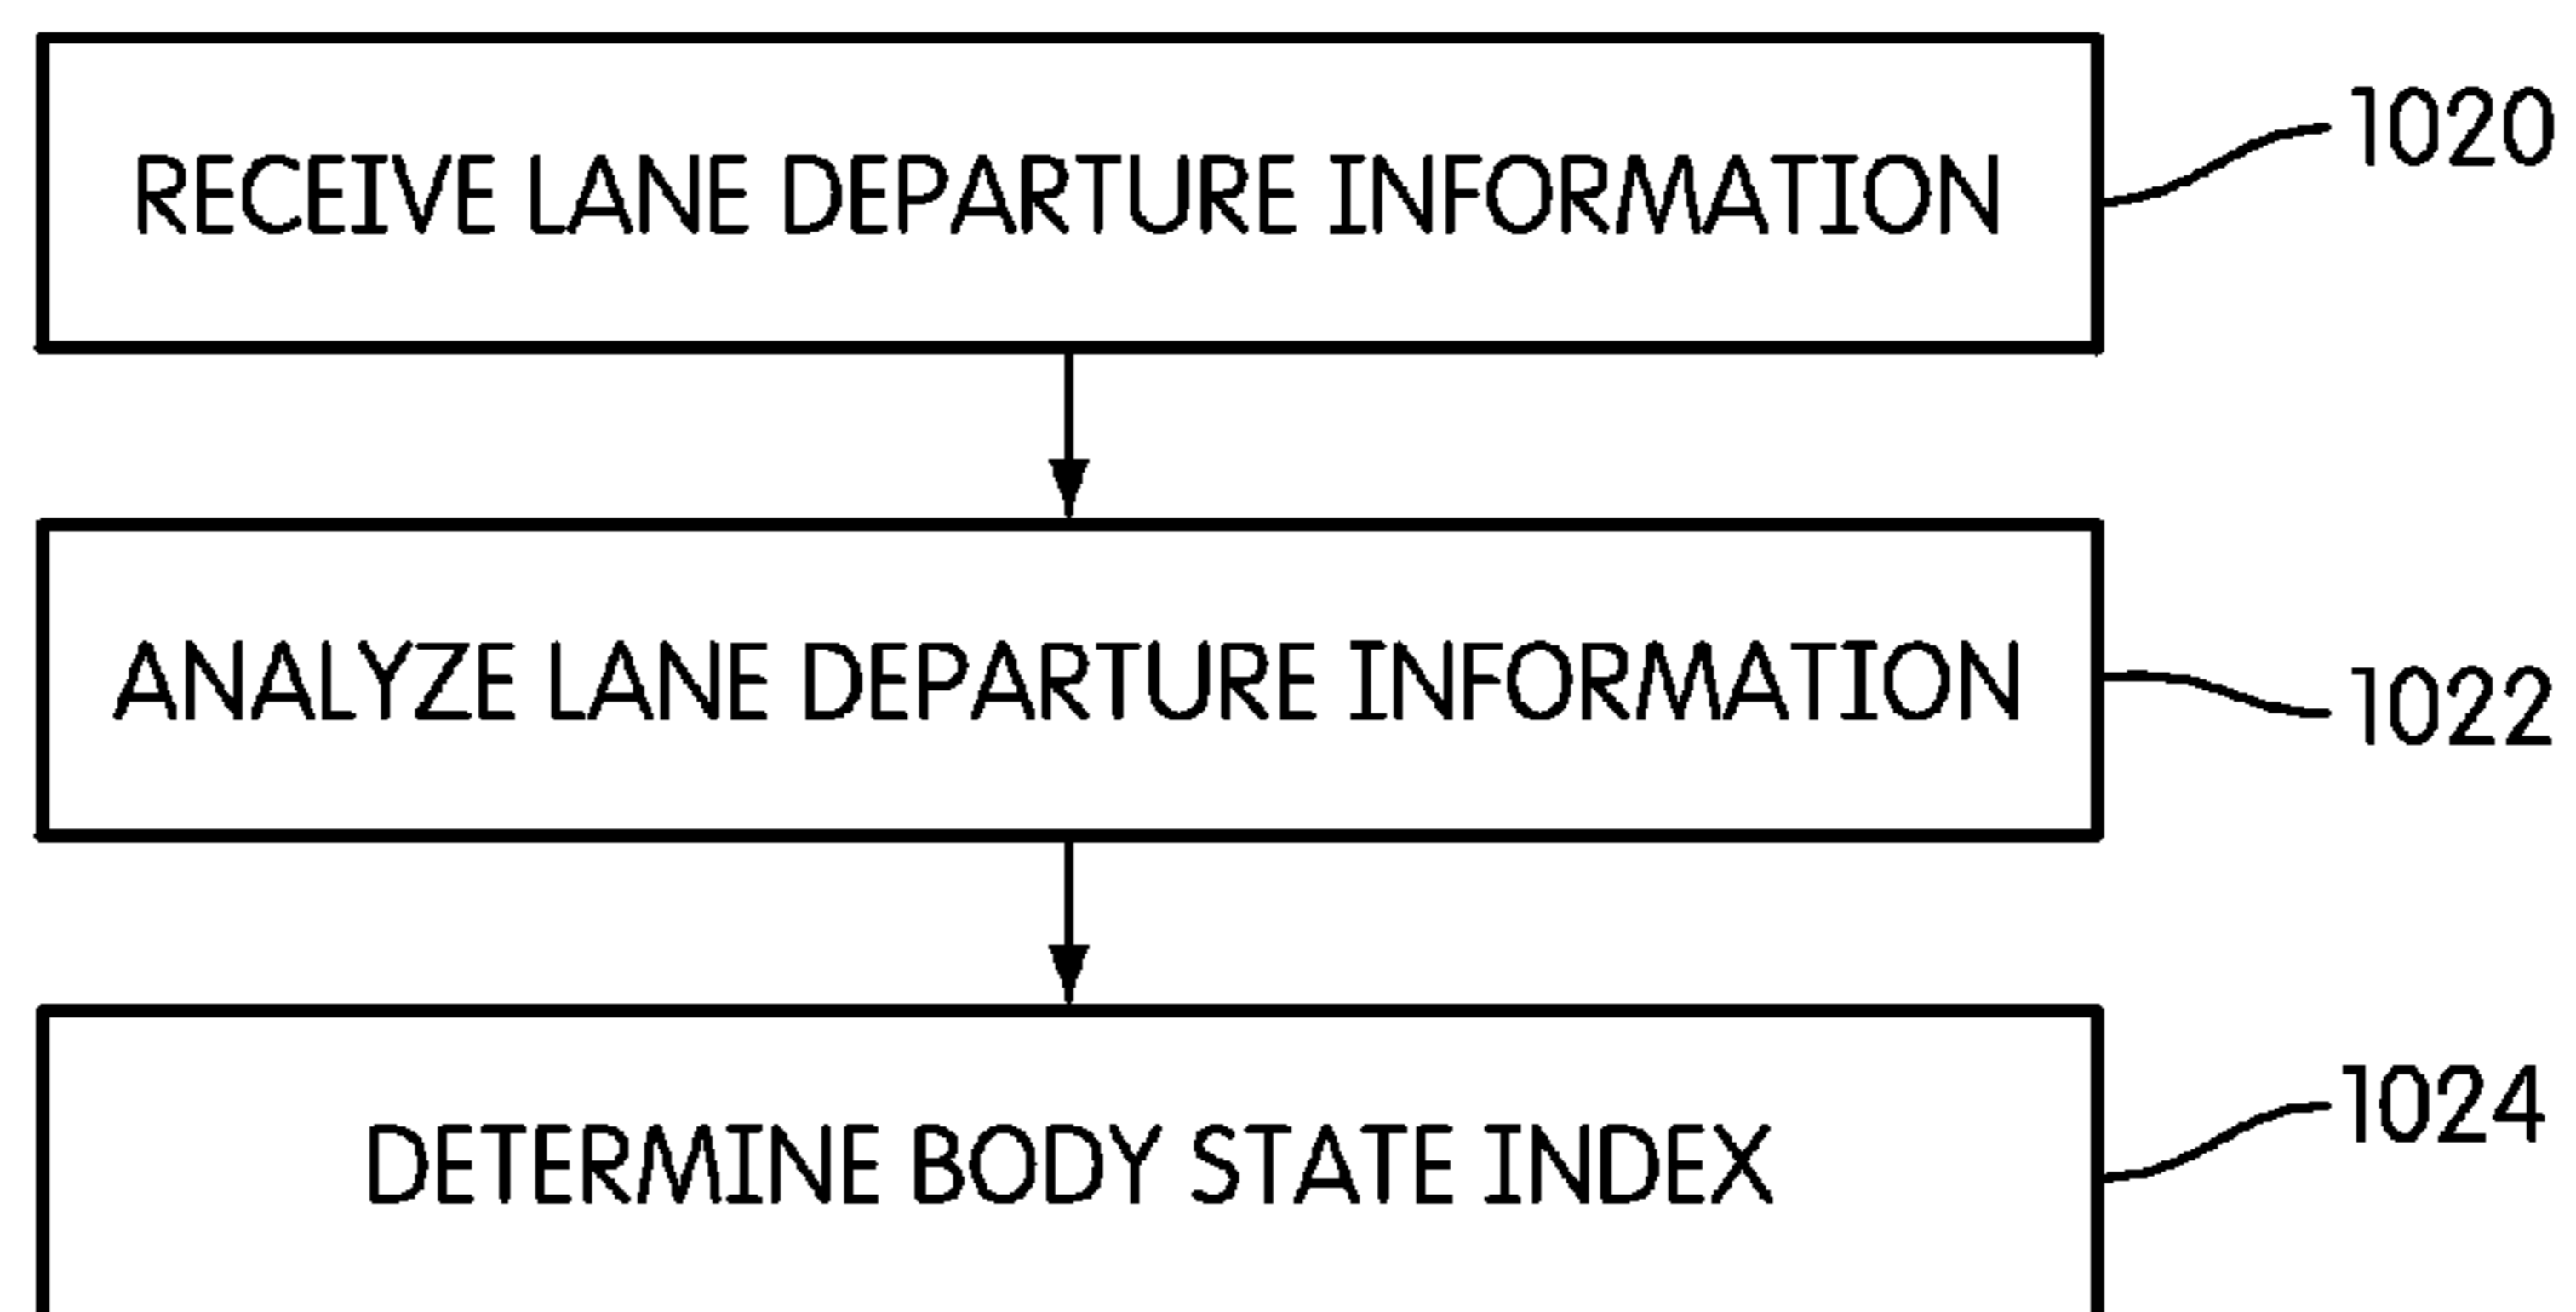 RECEIVE LANE DEPARTURE INFORMATION
1020
ANALYZE LANE DEPARTURE INFORMATION
1022
DETERMINE BODY STATE INDEX
1024